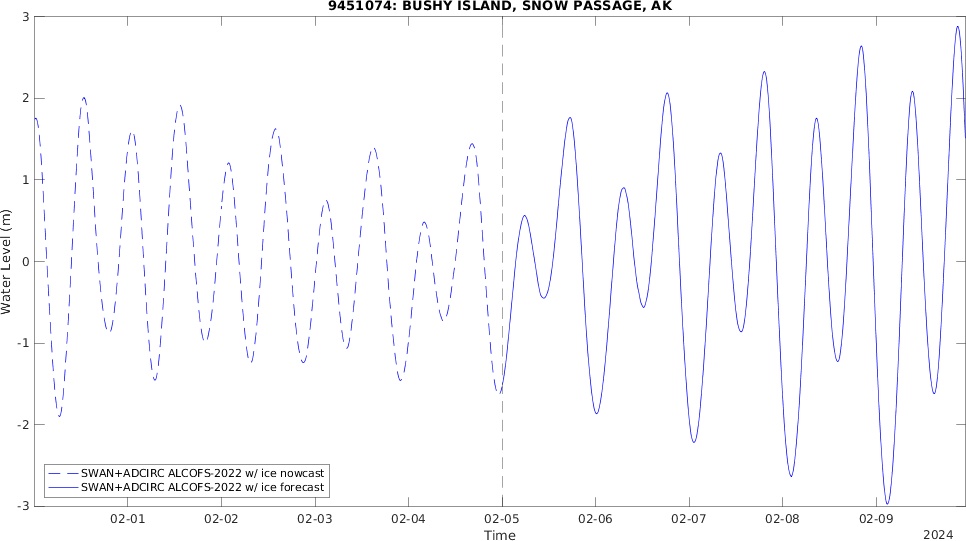 9451074: BUSHY ISLAND, SNOW PASSAGE, AK
3
2
1
0
-1
-2
-3
Water Level (m)
SWAN+ADCIRC ALCOFS-2022 w/ ice nowcast
SWAN+ADCIRC ALCOFS-2022 w/ ice forecast
02-01 02-02 02-03 02-04 02-05 02-06 02-07 02-08 02-09
Time
2024